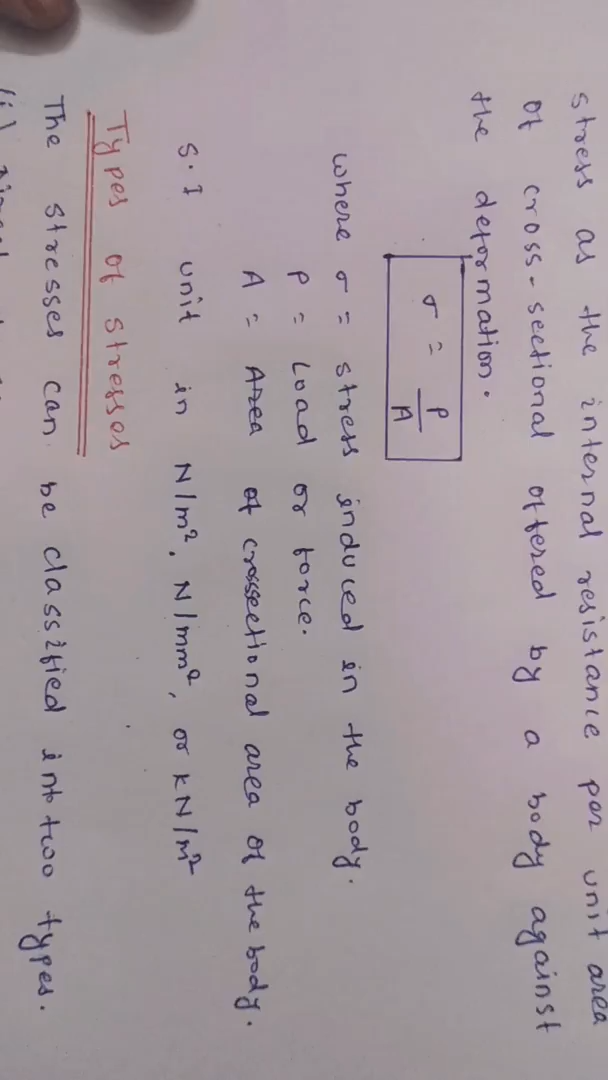 stress as the internal resistance per unit area
of cross-sectional offered by a body against
the deformation.
σ = P/A
where σ = stress induced in the body.
P = Load or force.
A = Area of crossectional area of the body.
S.I unit in N/m², N/mm², or KN/m²
Types of stresses
The stresses can be classified into two types.
(i)